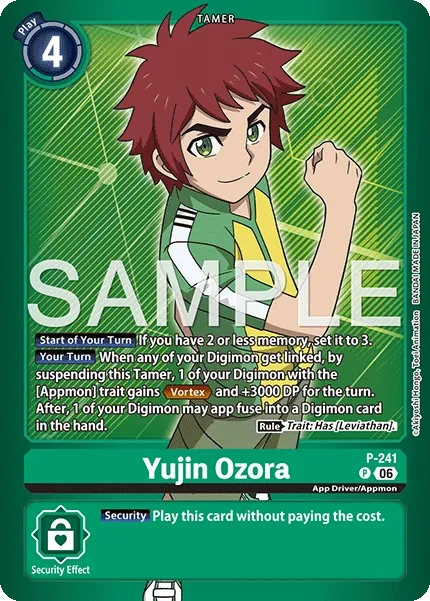 TAMER
Play
4
SAMPLE
Start of Your Turn If you have 2 or less memory, set it to 3.
Your Turn When any of your Digimon get linked, by
suspending this Tamer, 1 of your Digimon with the
[Appmon] trait gains Vortex and +3000 DP for the turn.
After, 1 of your Digimon may app fuse into a Digimon card
in the hand.
Rule Trait: Has [Leviathan].
©Akiyoshi Hongo, Toei Animation BANDAI MADE IN JAPAN
P-241
Yujin Ozora
P 06
App Driver/Appmon
Security Play this card without paying the cost.
Security Effect